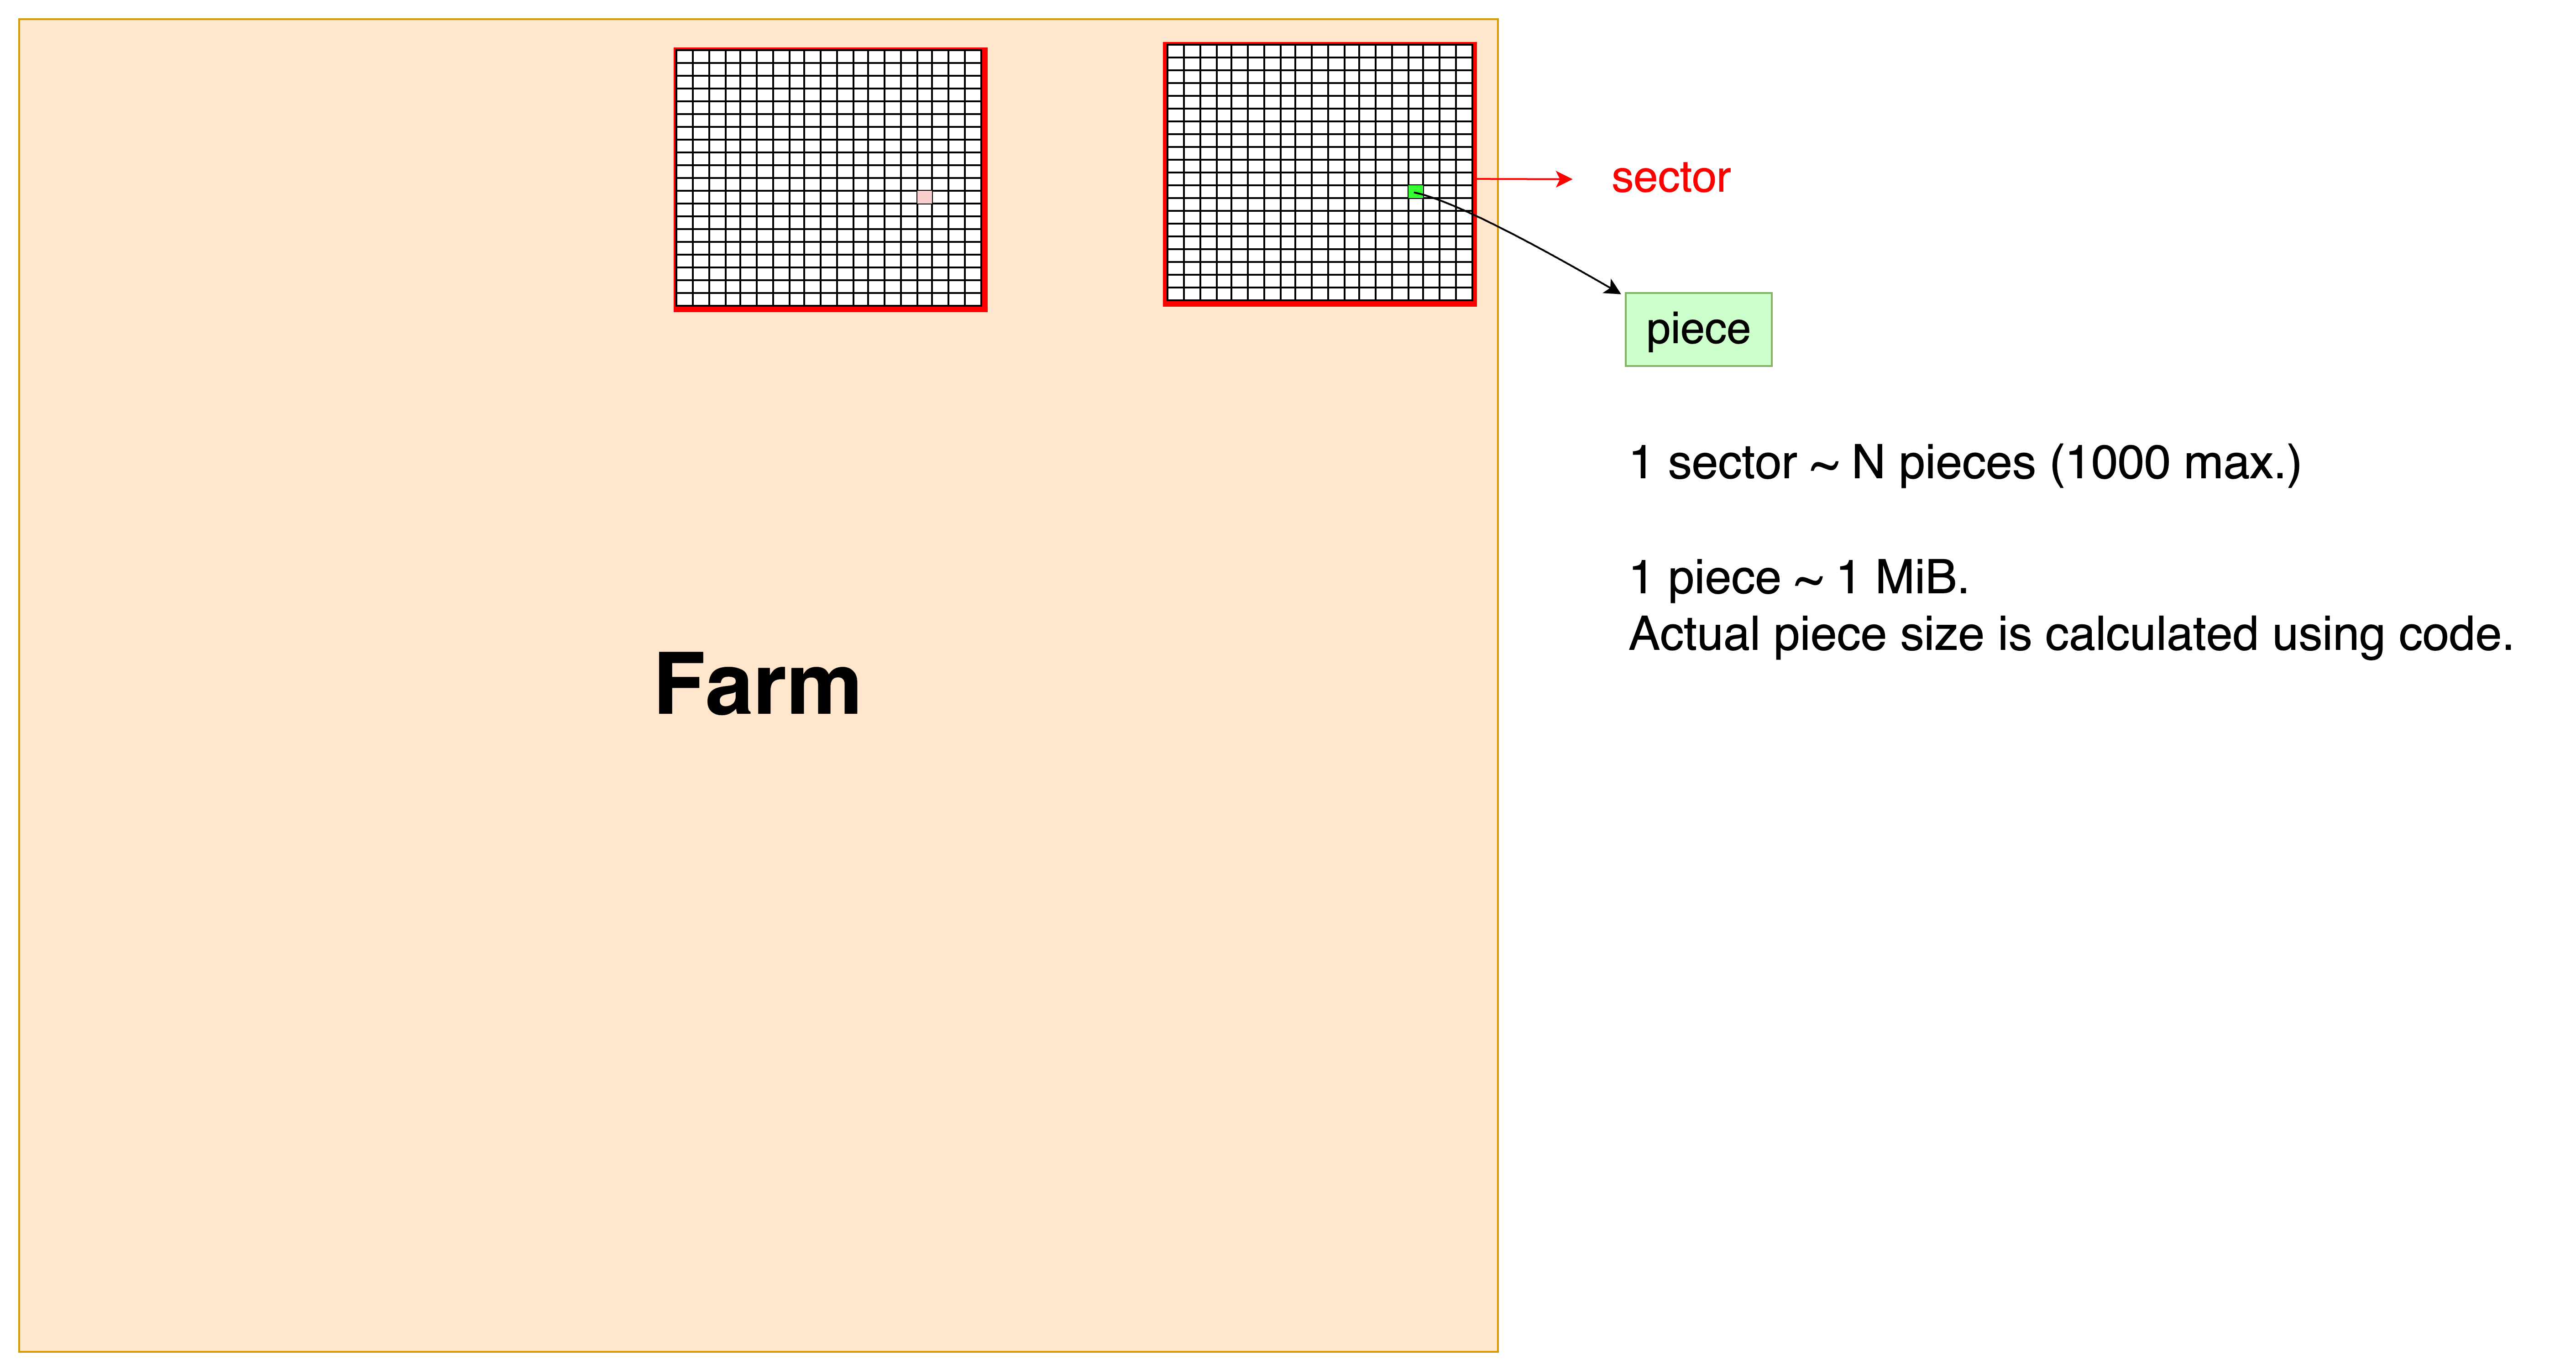 sector
piece
1 sector ~ N pieces (1000 max.)
1 piece ~ 1 MiB.
Actual piece size is calculated using code.
Farm